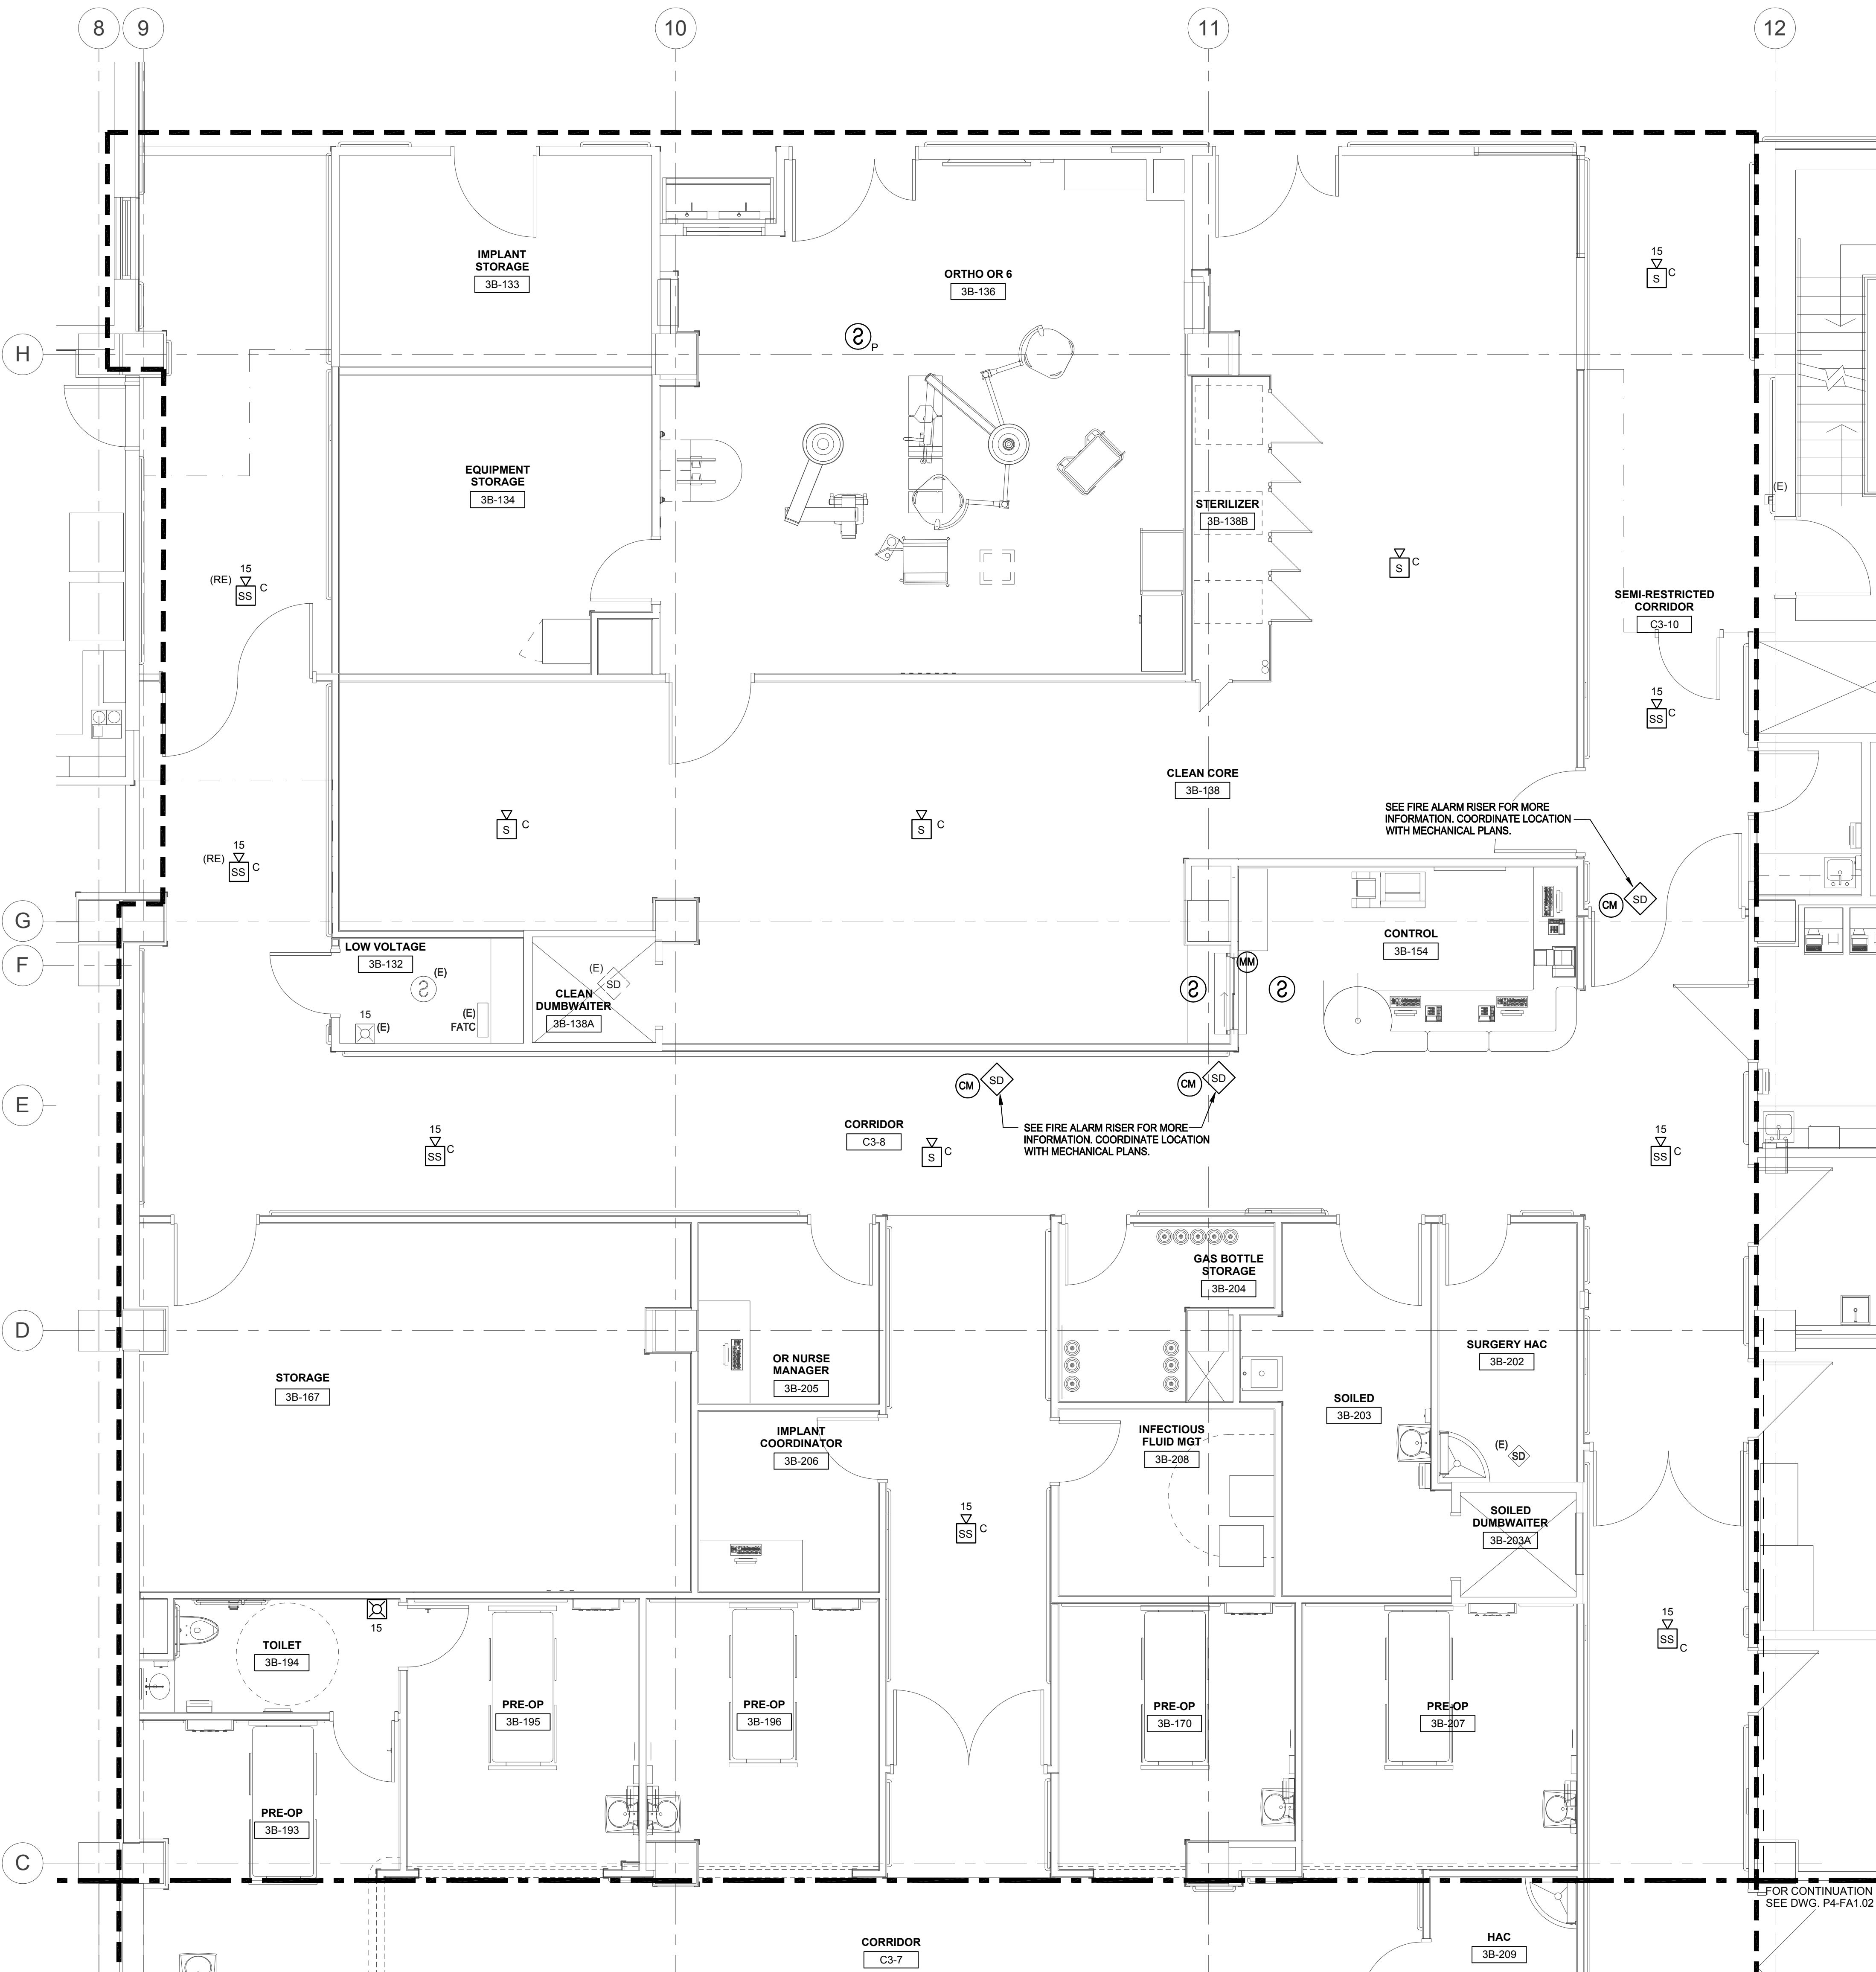 8
9
10
11
12
H
G
F
E
D
C
IMPLANT
STORAGE
3B-133
ORTHO OR 6
3B-136
P
15
S
C
EQUIPMENT
STORAGE
3B-134
STERILIZER
3B-138B
(E)
F
(RE)
15
SS
C
S
C
SEMI-RESTRICTED
CORRIDOR
C3-10
15
SS
C
CLEAN CORE
3B-138
S
C
S
C
SEE FIRE ALARM RISER FOR MORE
INFORMATION. COORDINATE LOCATION
WITH MECHANICAL PLANS.
(RE)
15
SS
C
CM
SD
LOW VOLTAGE
3B-132
(E)
15
(E)
(E)
FATC
(E)
SD
CLEAN
DUMBWAITER
3B-138A
MM
CONTROL
3B-154
CM
SD
CM
SD
SEE FIRE ALARM RISER FOR MORE
INFORMATION. COORDINATE LOCATION
WITH MECHANICAL PLANS.
15
SS
C
CORRIDOR
C3-8
S
C
15
SS
C
GAS BOTTLE
STORAGE
3B-204
STORAGE
3B-167
OR NURSE
MANAGER
3B-205
SURGERY HAC
3B-202
SOILED
3B-203
IMPLANT
COORDINATOR
3B-206
INFECTIOUS
FLUID MGT
3B-208
(E)
SD
15
SS
C
SOILED
DUMBWAITER
3B-203A
15
TOILET
3B-194
15
SS
C
PRE-OP
3B-195
PRE-OP
3B-196
PRE-OP
3B-170
PRE-OP
3B-207
PRE-OP
3B-193
FOR CONTINUATION
SEE DWG. P4-FA1.02
CORRIDOR
C3-7
HAC
3B-209